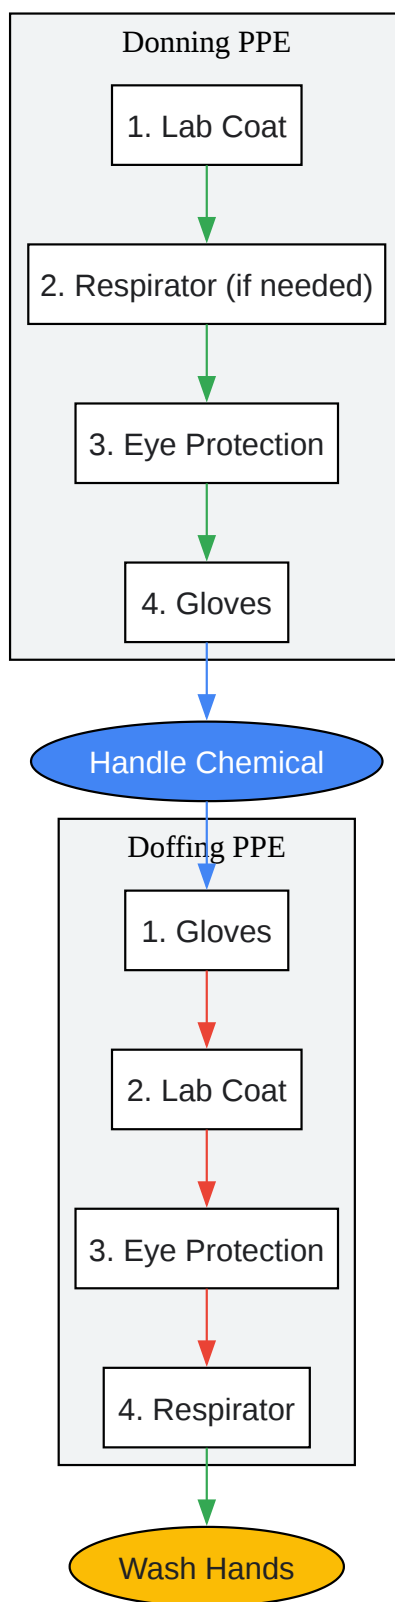 Donning PPE
1. Lab Coat
2. Respirator (if needed)
3. Eye Protection
4. Gloves
Handle Chemical
Doffing PPE
1. Gloves
2. Lab Coat
3. Eye Protection
4. Respirator
Wash Hands